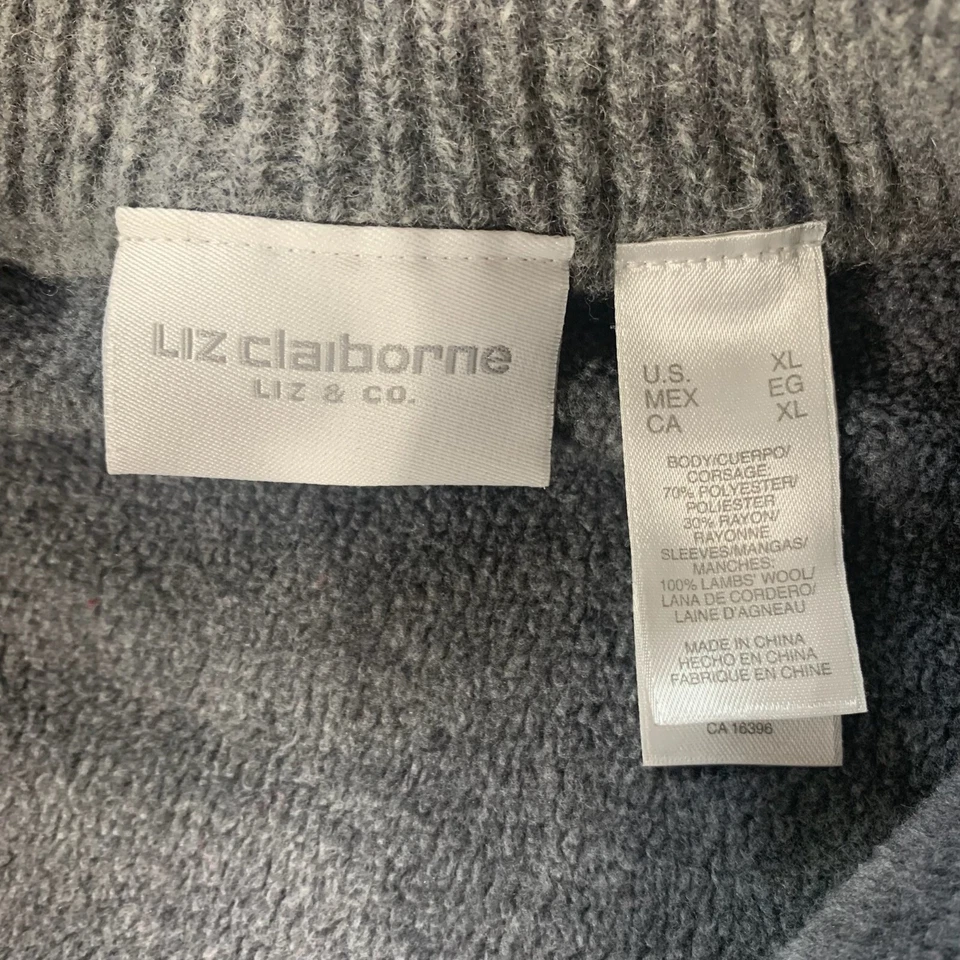 LIZ claiborne
LIZ & CO.
U.S. XL
MEX EG
CA XL
BODY/CUERPO/
CORSAGE:
70% POLYESTER/
POLIESTER
30% RAYON/
RAYONNE
SLEEVES/MANGAS/
MANCHES:
100% LAMBS' WOOL/
LANA DE CORDERO/
LAINE D'AGNEAU
MADE IN CHINA
HECHO EN CHINA
FABRIQUE EN CHINE
CA 16396